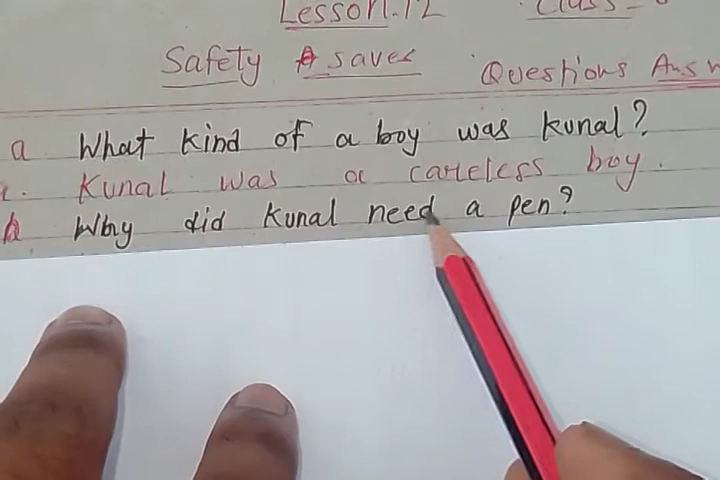 Lesson.12 Class
Safety saves Questions Ans
a What kind of a boy was kunal?
Kunal was a careless boy.
b Why did kunal need a pen?